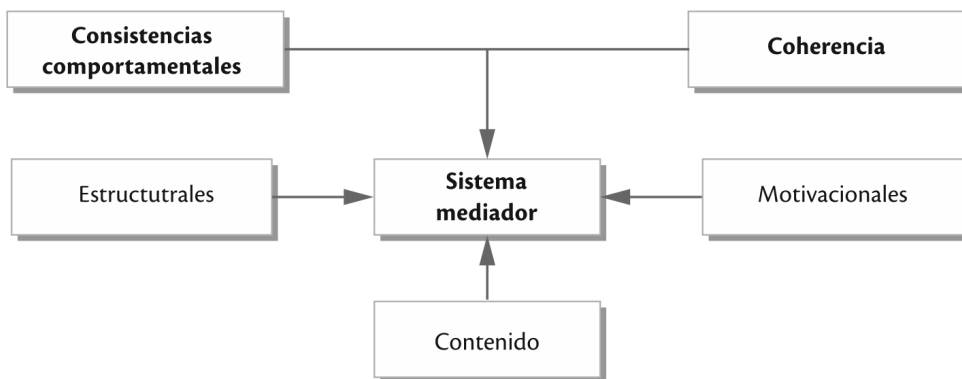 Consistencias
comportamentales
Coherencia
Estructutrales
Sistema
mediador
Motivacionales
Contenido